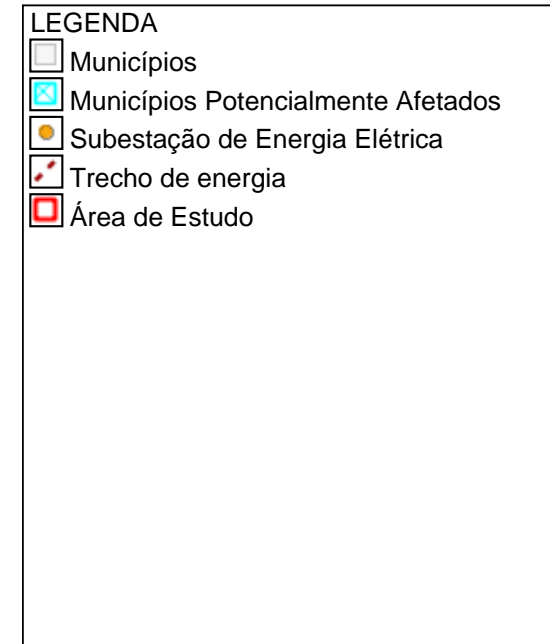 LEGENDA
Municípios
Municípios Potencialmente Afetados
Subestação de Energia Elétrica
Trecho de energia
Área de Estudo